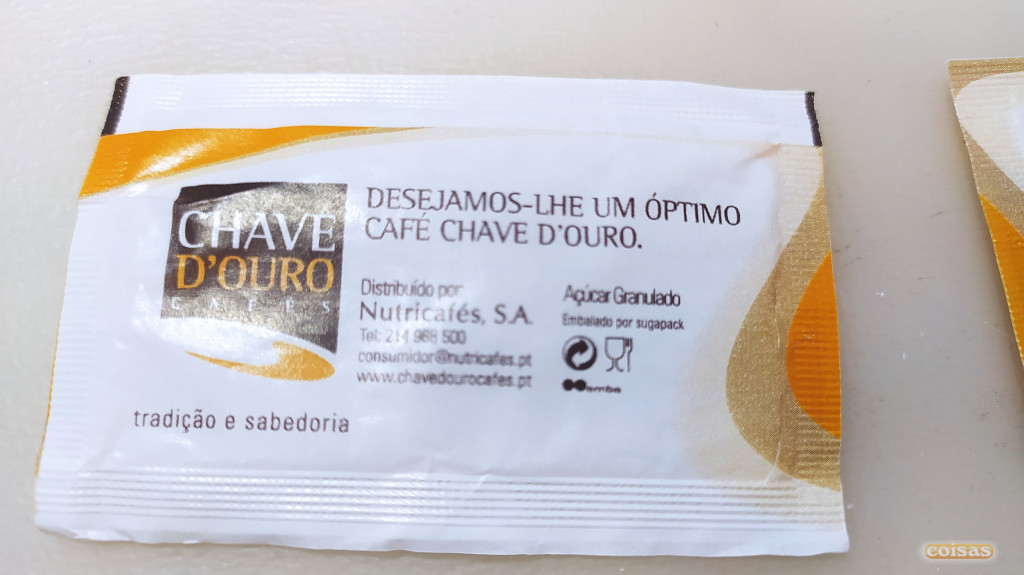 CHAVE
D'OURO
CAFÉS
tradição e sabedoria
DESEJAMOS-LHE UM ÓPTIMO
CAFÉ CHAVE D'OURO.
Distribuído por:
Nutricafés, S.A.
Tel: 214 968 500
consumidor@nutricafes.pt
www.chavedourocafes.pt
Açúcar Granulado
Embalado por sugapack
coisas